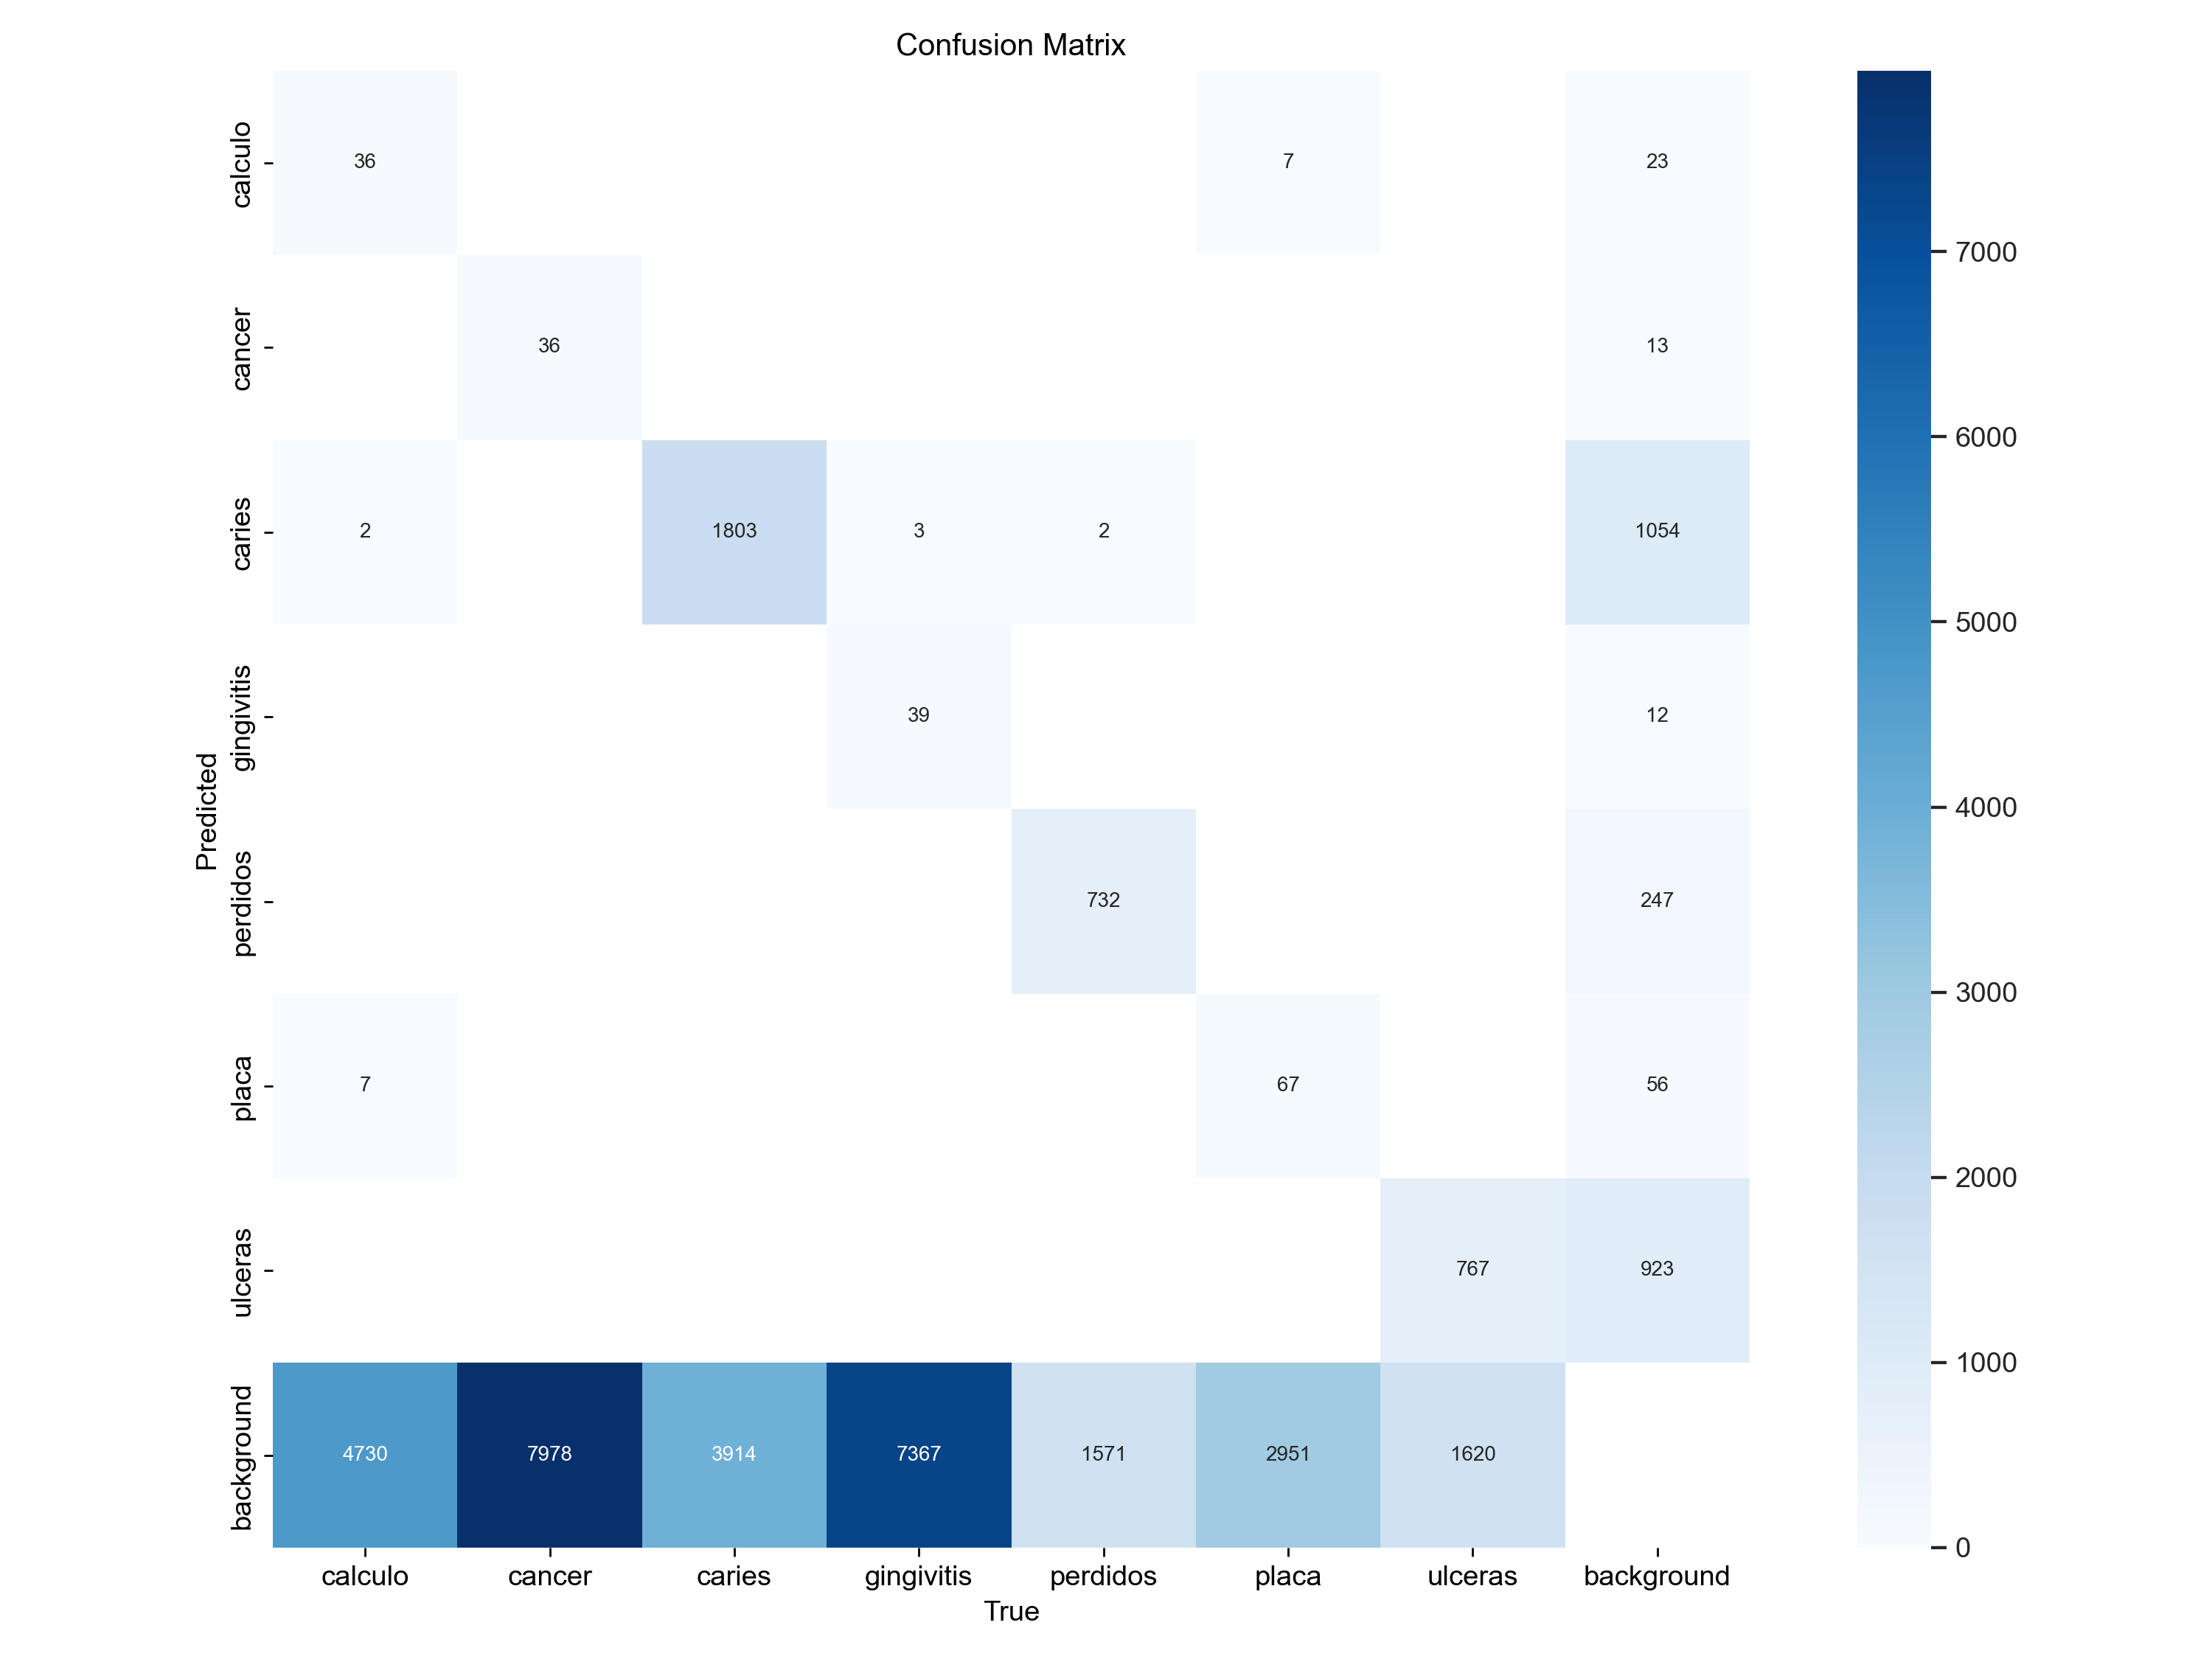 Confusion Matrix
calculo 36 7 23
cancer 36 13
caries 2 1803 3 2 1054
gingivitis 39 12
perdidos 732 247
placa 7 67 56
ulceras 767 923
background 4730 7978 3914 7367 1571 2951 1620
Predicted
calculo cancer caries gingivitis perdidos placa ulceras background
True
7000
6000
5000
4000
3000
2000
1000
0